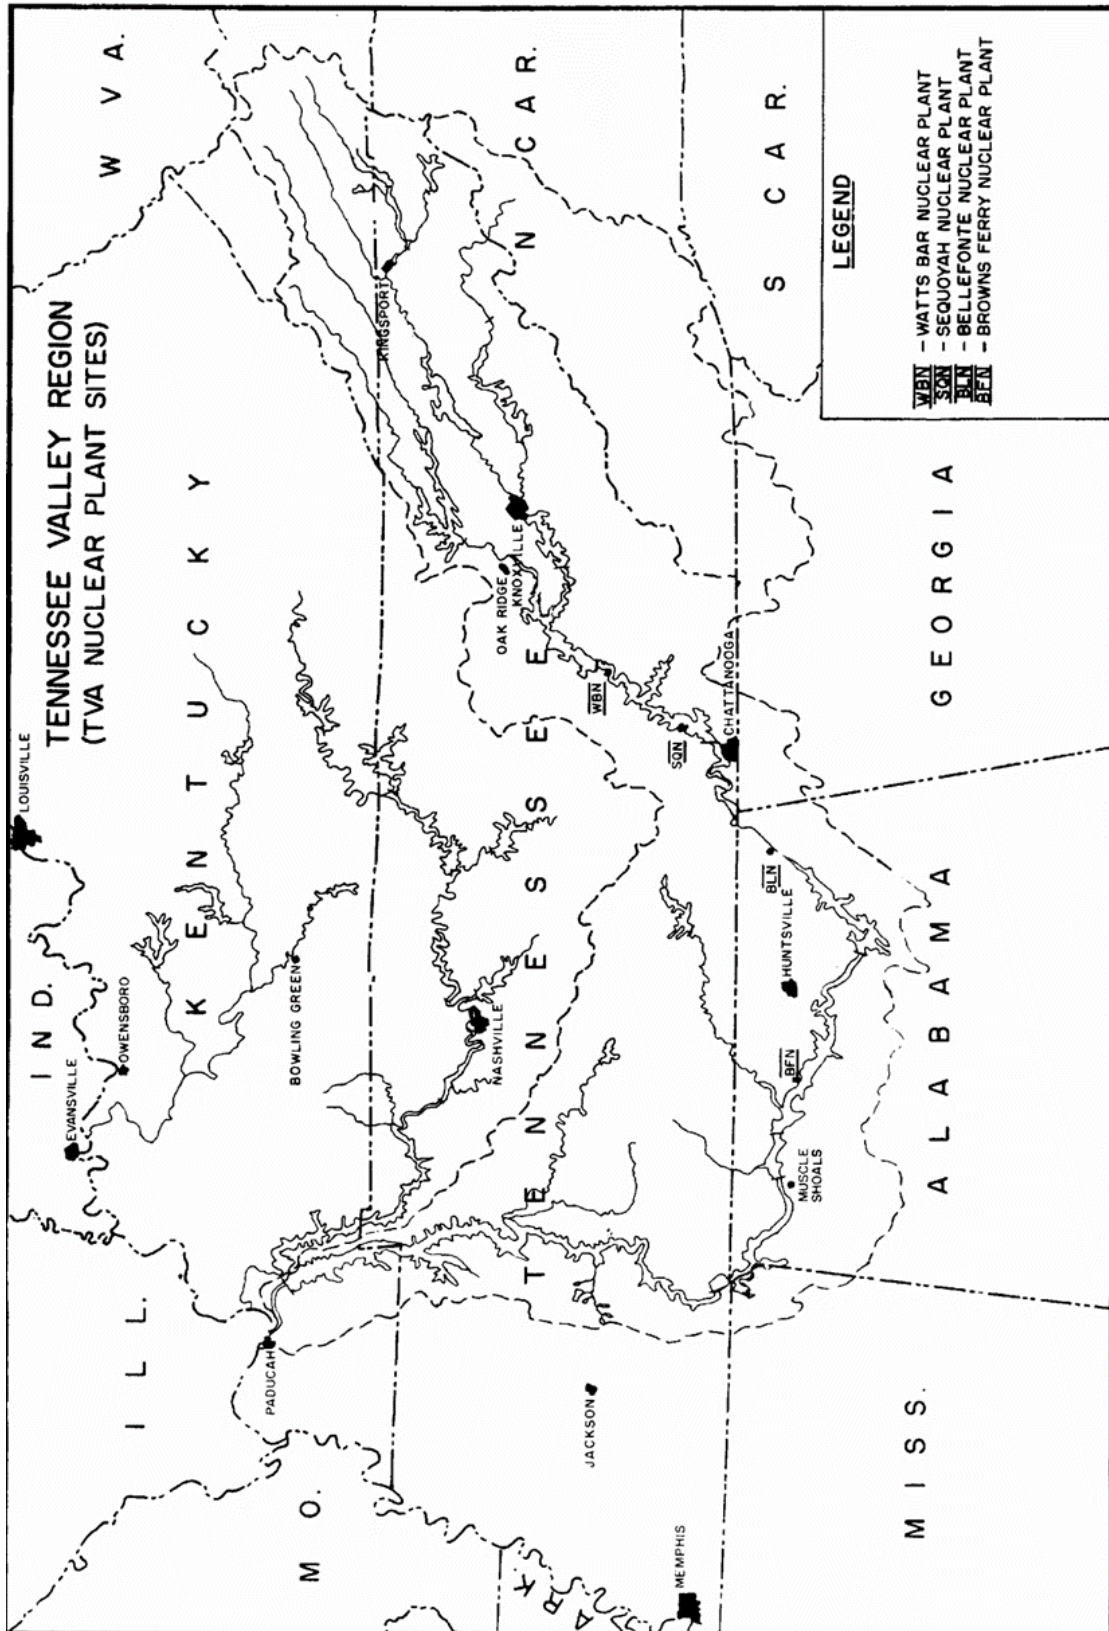 TENNESSEE VALLEY REGION
(TVA NUCLEAR PLANT SITES)
W VA.
LOUISVILLE
IND.
EVANSVILLE
OWENSBORO
ILL.
KENTUCKY
BOWLING GREEN
PADUCAH
MO.
KINGSPORT
N CAR.
OAK RIDGE
KNOXVILLE
NASHVILLE
TENNESSEE
WBN
SQN
CHATTANOOGA
JACKSON
ARK
MEMPHIS
S CAR.
BLN
HUNTSVILLE
BFN
MUSCLE
SHOALS
GEORGIA
ALABAMA
MISS.
LEGEND
WBN – WATTS BAR NUCLEAR PLANT
SQN – SEQUOYAH NUCLEAR PLANT
BLN – BELLEFONTE NUCLEAR PLANT
BFN – BROWNS FERRY NUCLEAR PLANT